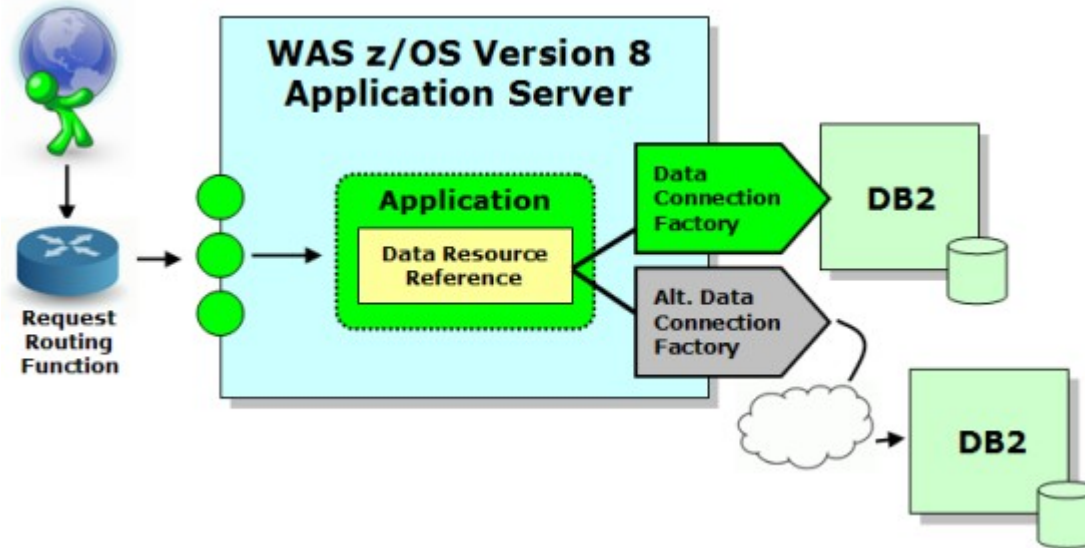 WAS z/OS Version 8
Application Server
Request
Routing
Function
Application
Data Resource
Reference
Data
Connection
Factory
DB2
Alt. Data
Connection
Factory
DB2